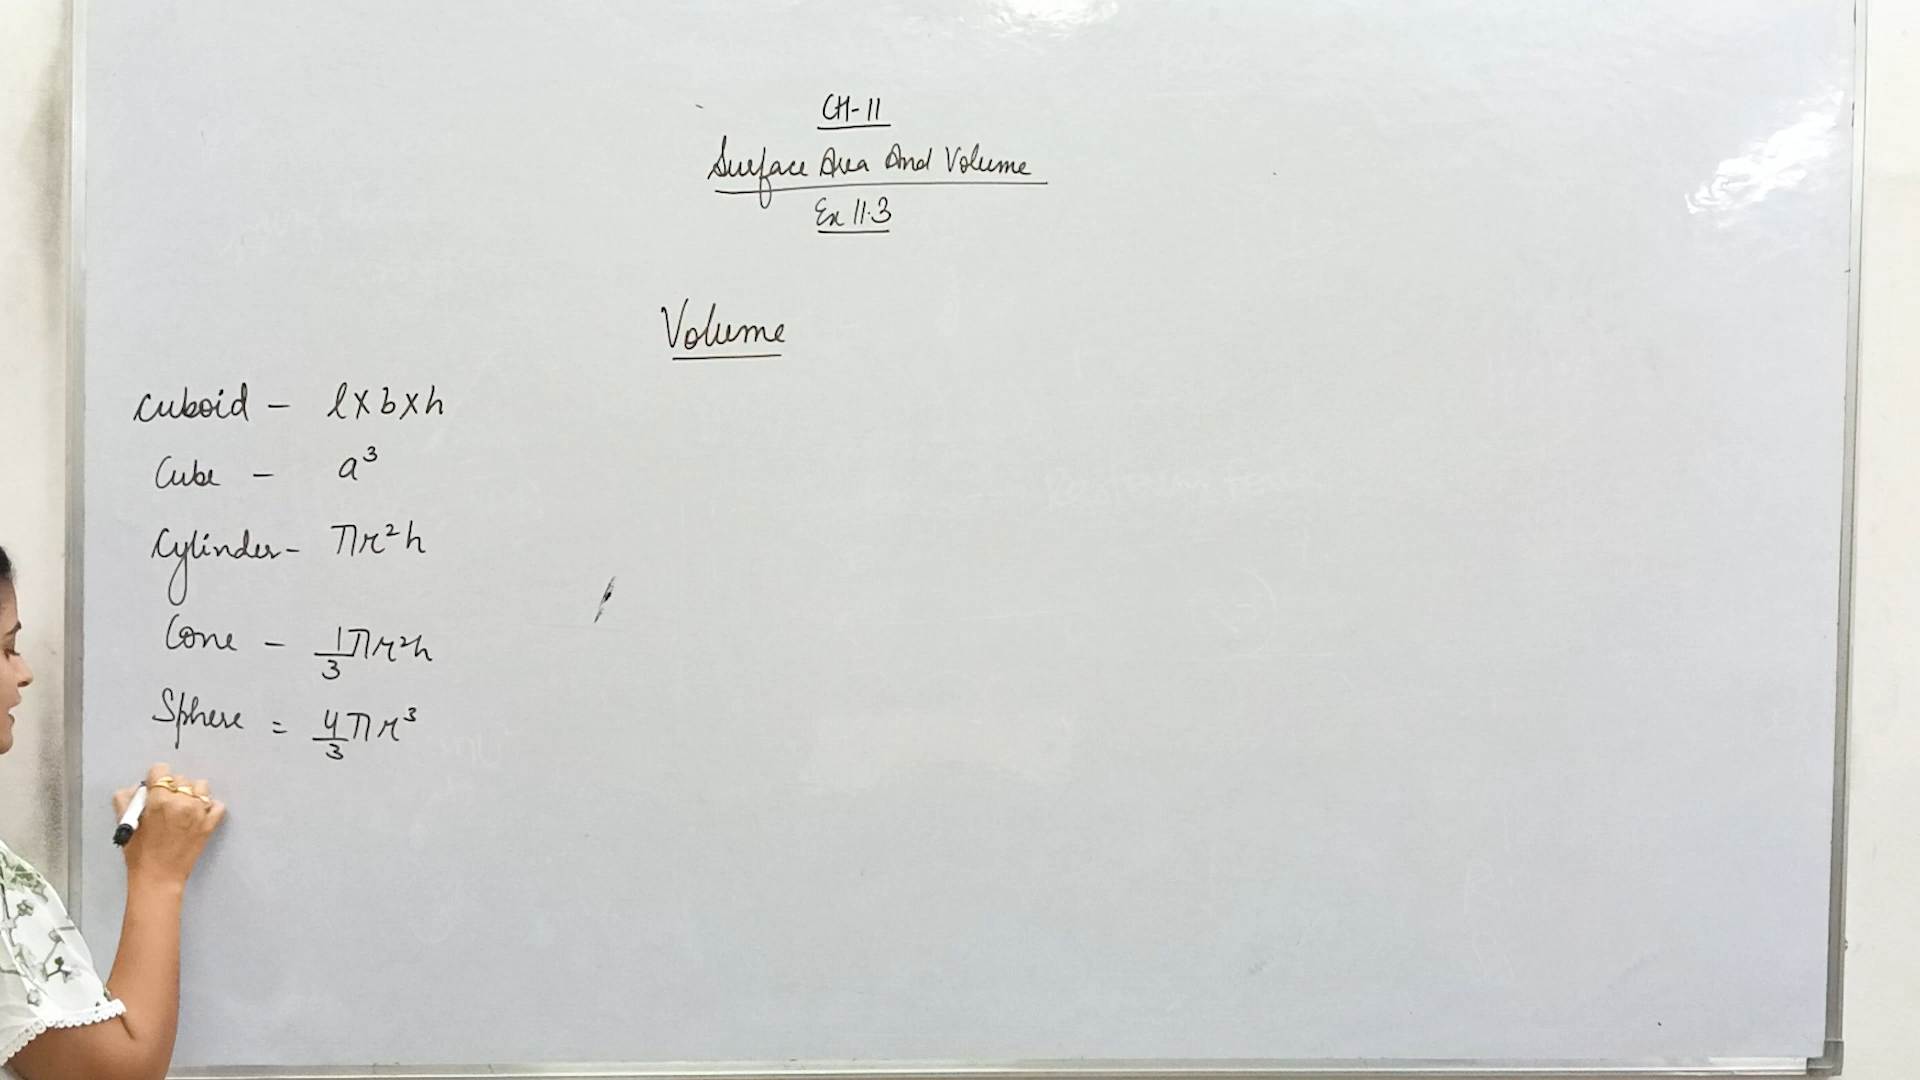 CH-11
Surface Area And Volume
Ex 11.3
Volume
Cuboid - l×b×h
Cube - a³
Cylinder - πr²h
Cone - 1/3 πr²h
Sphere = 4/3 πr³